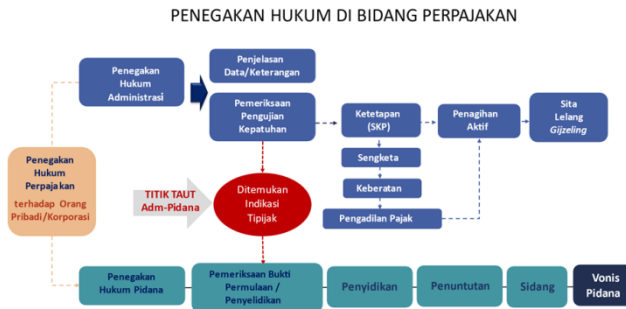 PENEGAKAN HUKUM DI BIDANG PERPAJAKAN
Penegakan
Hukum
Administrasi
Penjelasan
Data/Keterangan
Pemeriksaan
Pengujian
Kepatuhan
Ketetapan
(SKP)
Penagihan
Aktif
Sita
Lelang
Gijzeling
Sengketa
Keberatan
Pengadilan Pajak
Penegakan
Hukum
Perpajakan
terhadap Orang
Pribadi/Korporasi
TITIK TAUT
Adm-Pidana
Ditemukan
Indikasi
Tipijak
Penegakan
Hukum Pidana
Pemeriksaan Bukti
Permulaan /
Penyelidikan
Penyidikan
Penuntutan
Sidang
Vonis
Pidana